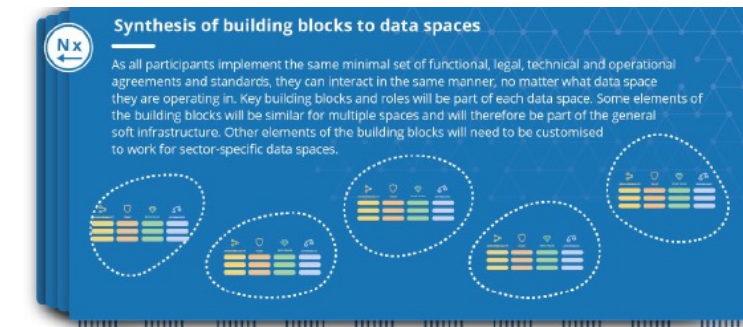 Nx
Synthesis of building blocks to data spaces
As all participants implement the same minimal set of functional, legal, technical and operational
agreements and standards, they can interact in the same manner, no matter what data space
they are operating in. Key building blocks and roles will be part of each data space. Some elements of
the building blocks will be similar for multiple spaces and will therefore be part of the general
soft infrastructure. Other elements of the building blocks will need to be customised
to work for sector-specific data spaces.